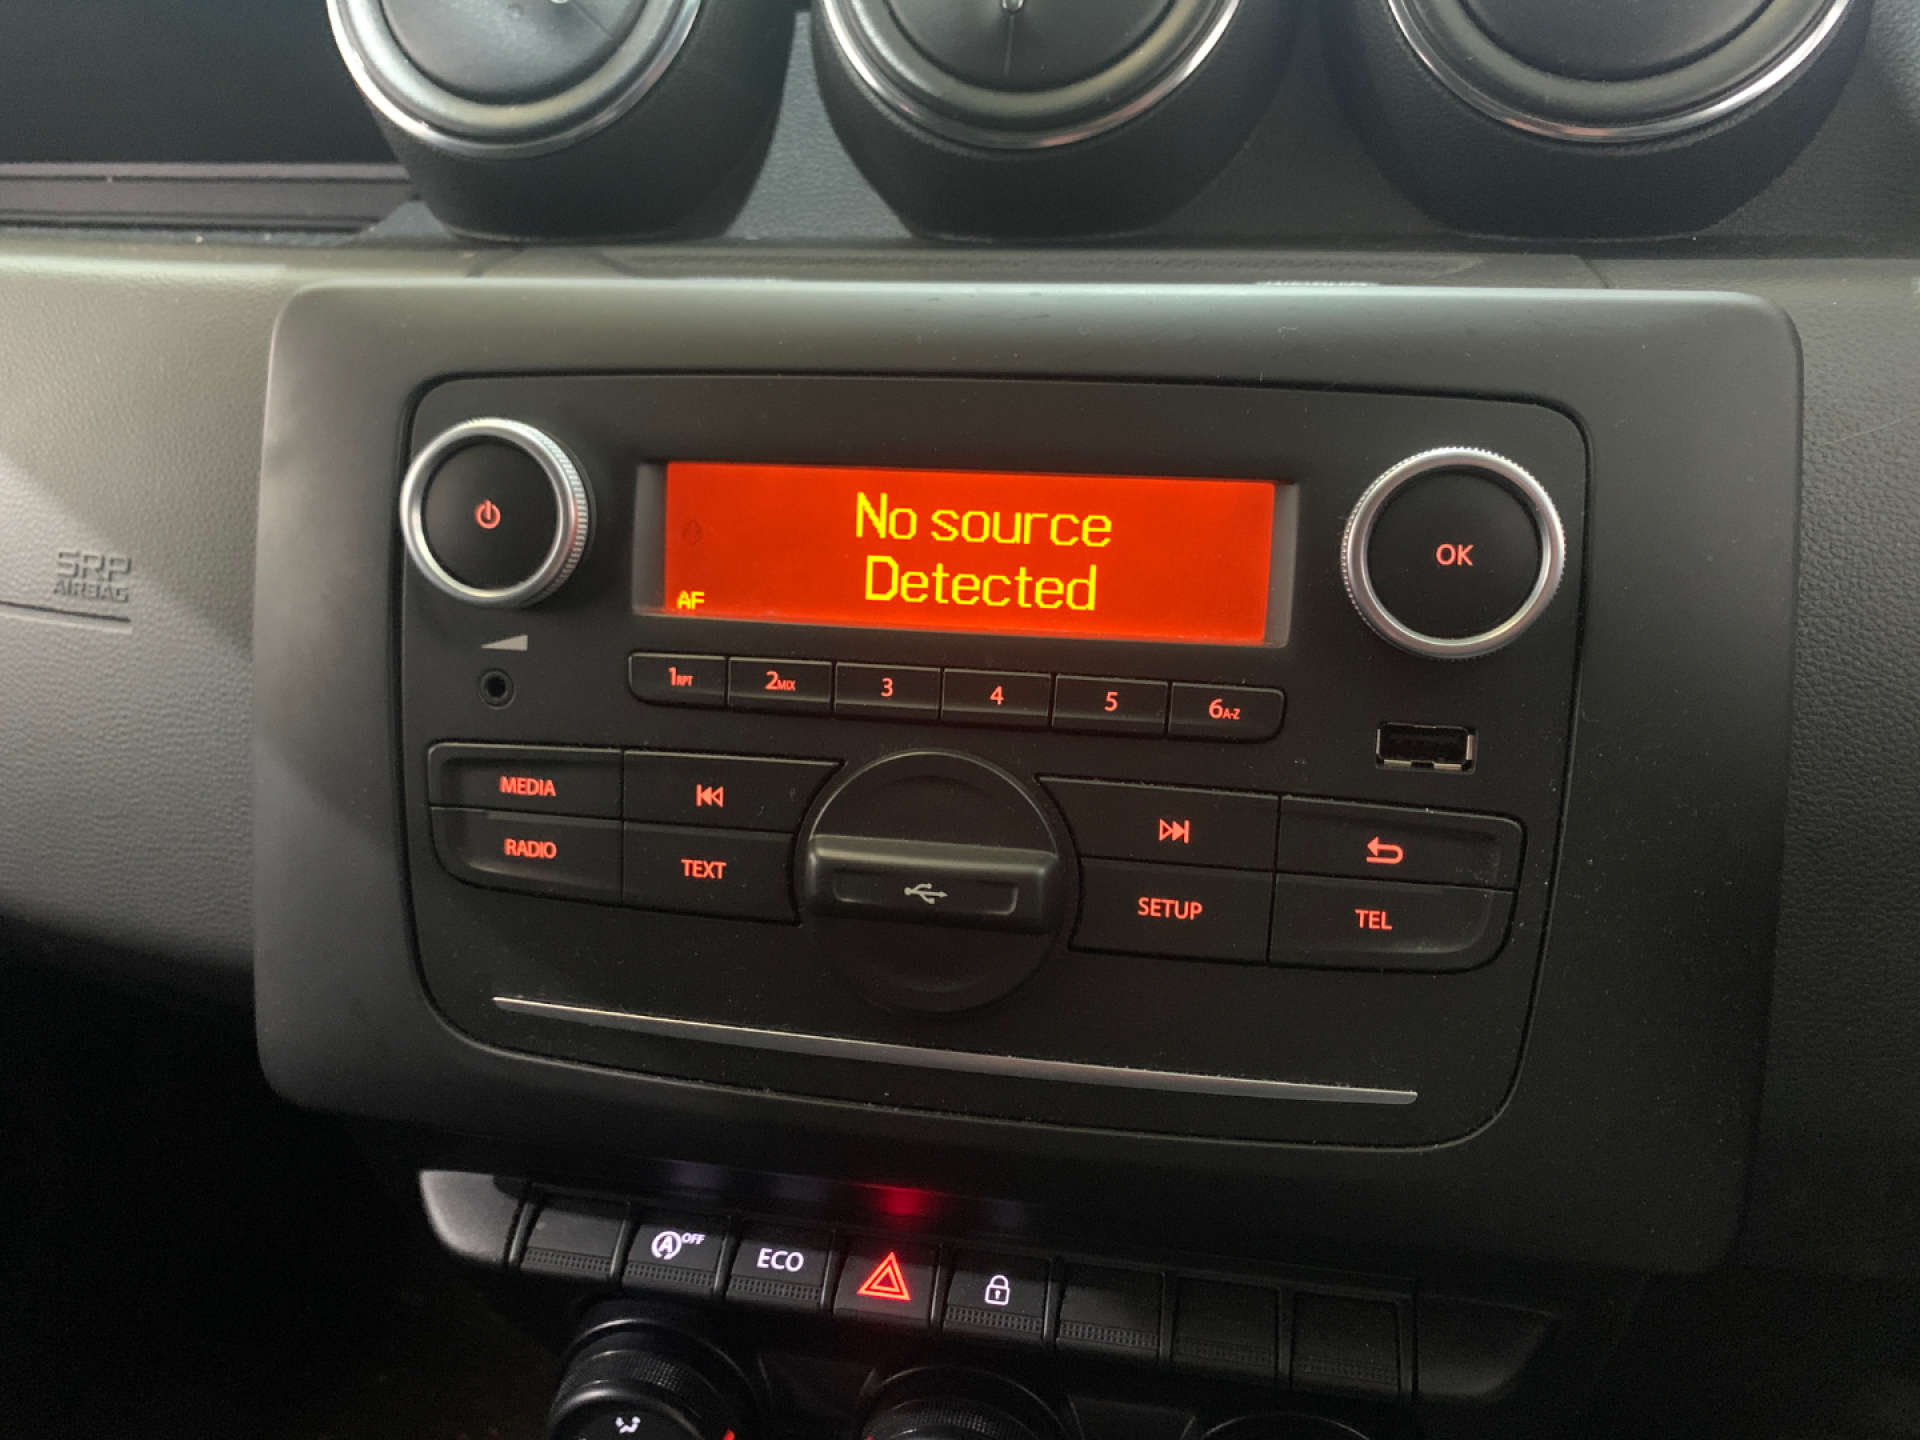 No source
Detected
AF
OK
SRS
AIRBAG
1RPT
2MIX
3
4
5
6A-Z
MEDIA
RADIO
TEXT
SETUP
TEL
A OFF
ECO